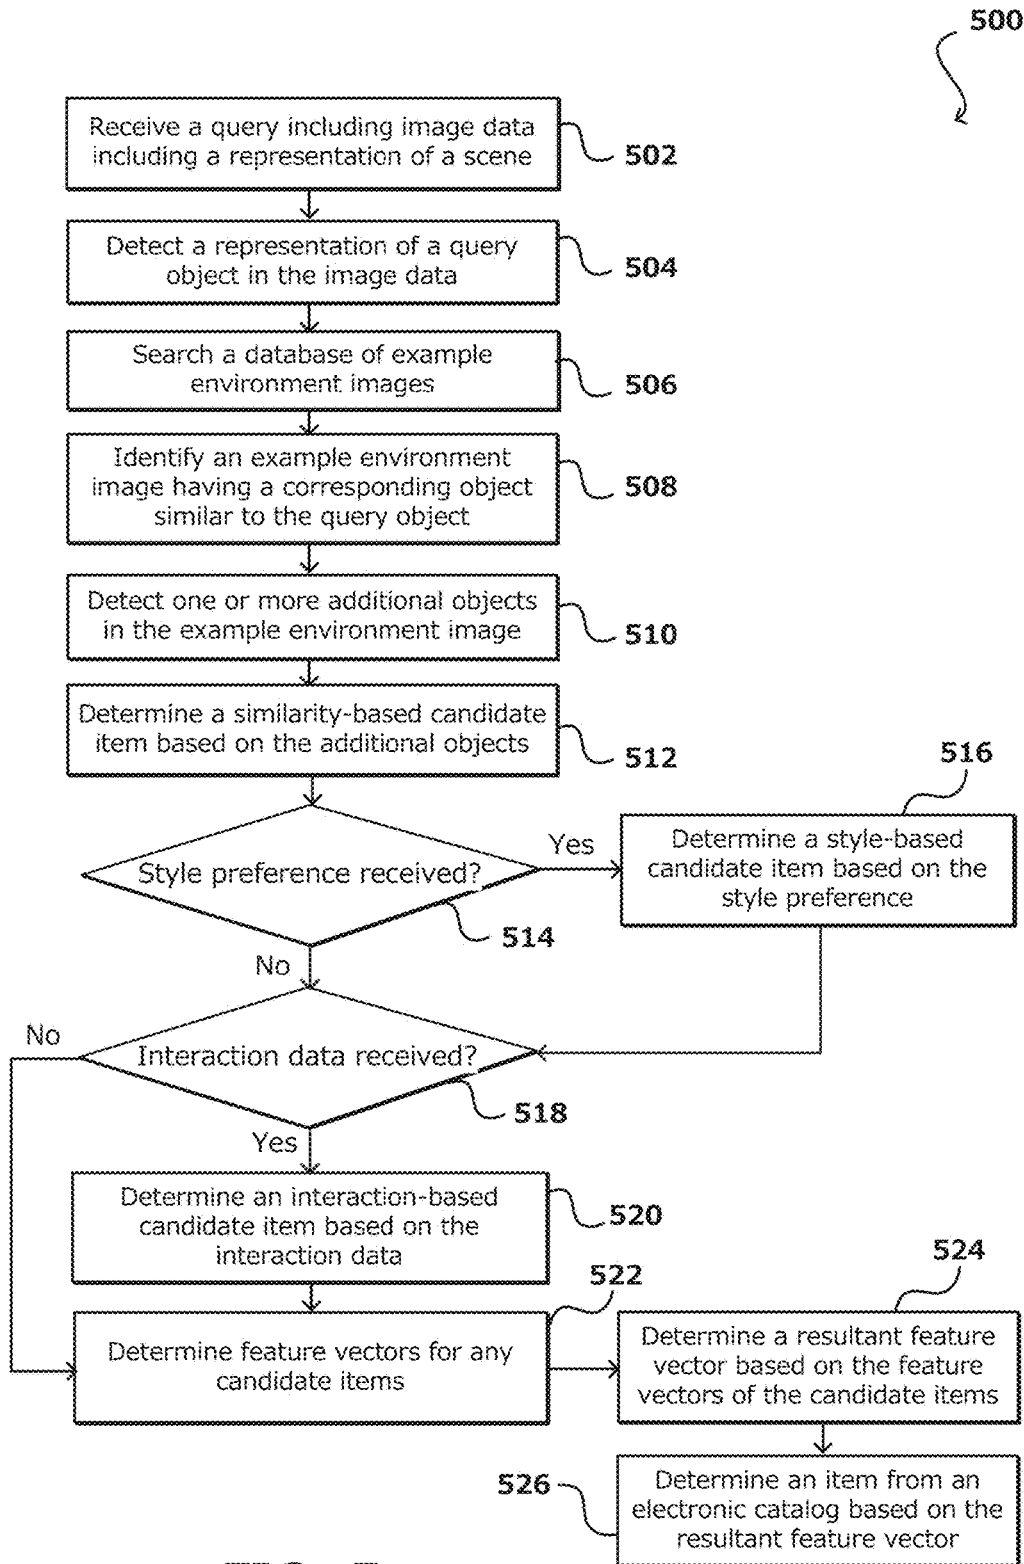 500
Receive a query including image data
including a representation of a scene
502
Detect a representation of a query
object in the image data
504
Search a database of example
environment images
506
Identify an example environment
image having a corresponding object
similar to the query object
508
Detect one or more additional objects
in the example environment image
510
Determine a similarity-based candidate
item based on the additional objects
512
516
Style preference received?
Yes
Determine a style-based
candidate item based on the
style preference
514
No
No
Interaction data received?
518
Yes
Determine an interaction-based
candidate item based on the
interaction data
520
522
524
Determine feature vectors for any
candidate items
Determine a resultant feature
vector based on the feature
vectors of the candidate items
526
Determine an item from an
electronic catalog based on the
resultant feature vector